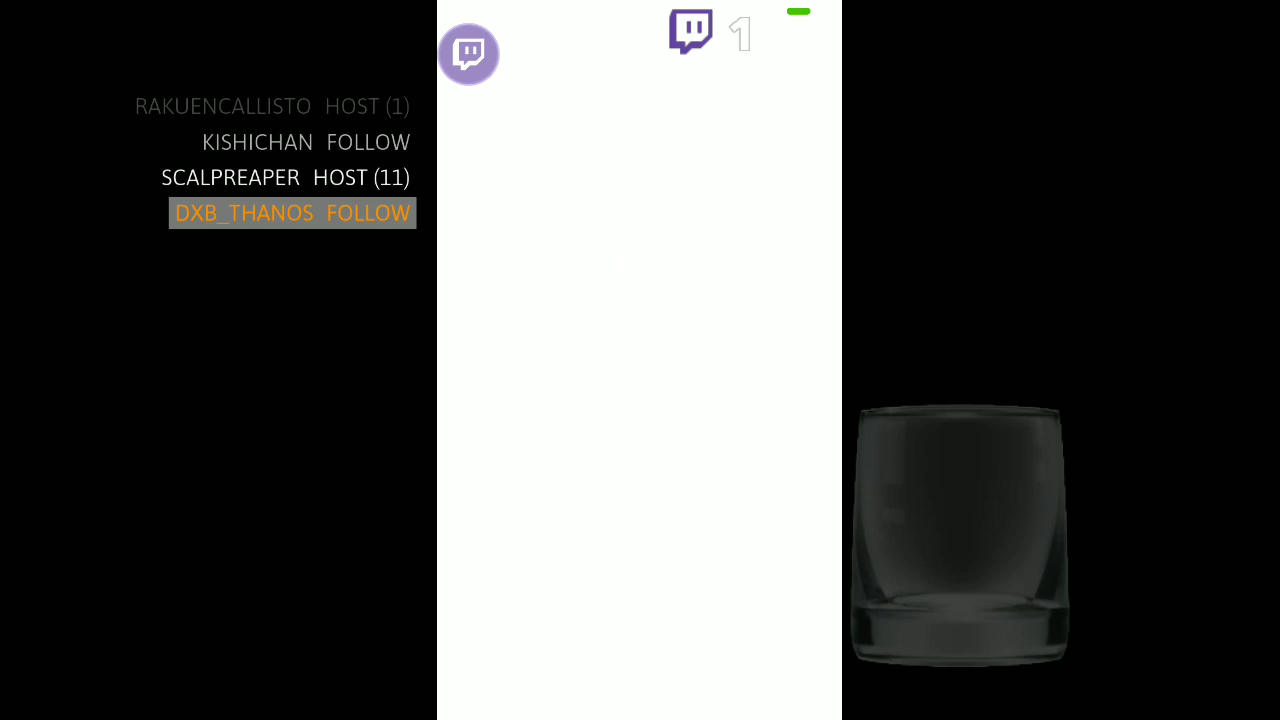 1
RAKUENCALLISTO HOST (1)
KISHICHAN FOLLOW
SCALPREAPER HOST (11)
DXB_THANOS FOLLOW